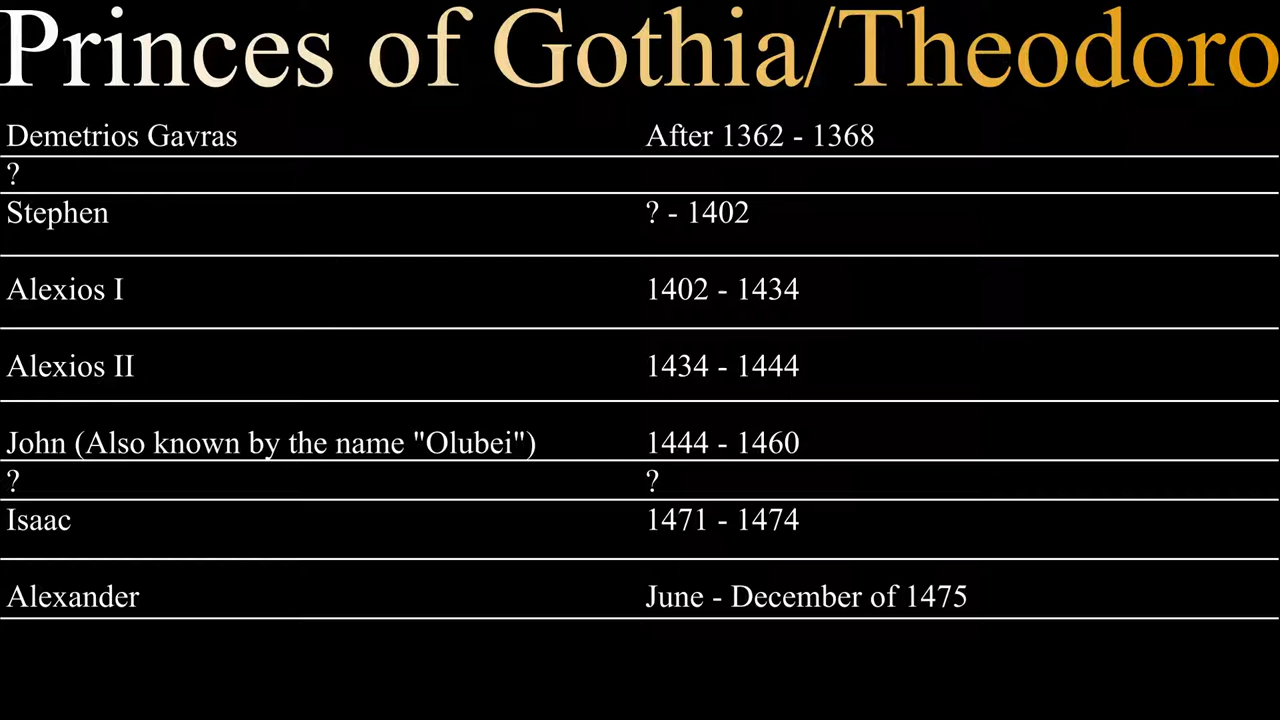 Princes of Gothia/Theodoro
Demetrios Gavras After 1362 - 1368
?
Stephen ? - 1402
Alexios I 1402 - 1434
Alexios II 1434 - 1444
John (Also known by the name "Olubei") 1444 - 1460
? ?
Isaac 1471 - 1474
Alexander June - December of 1475